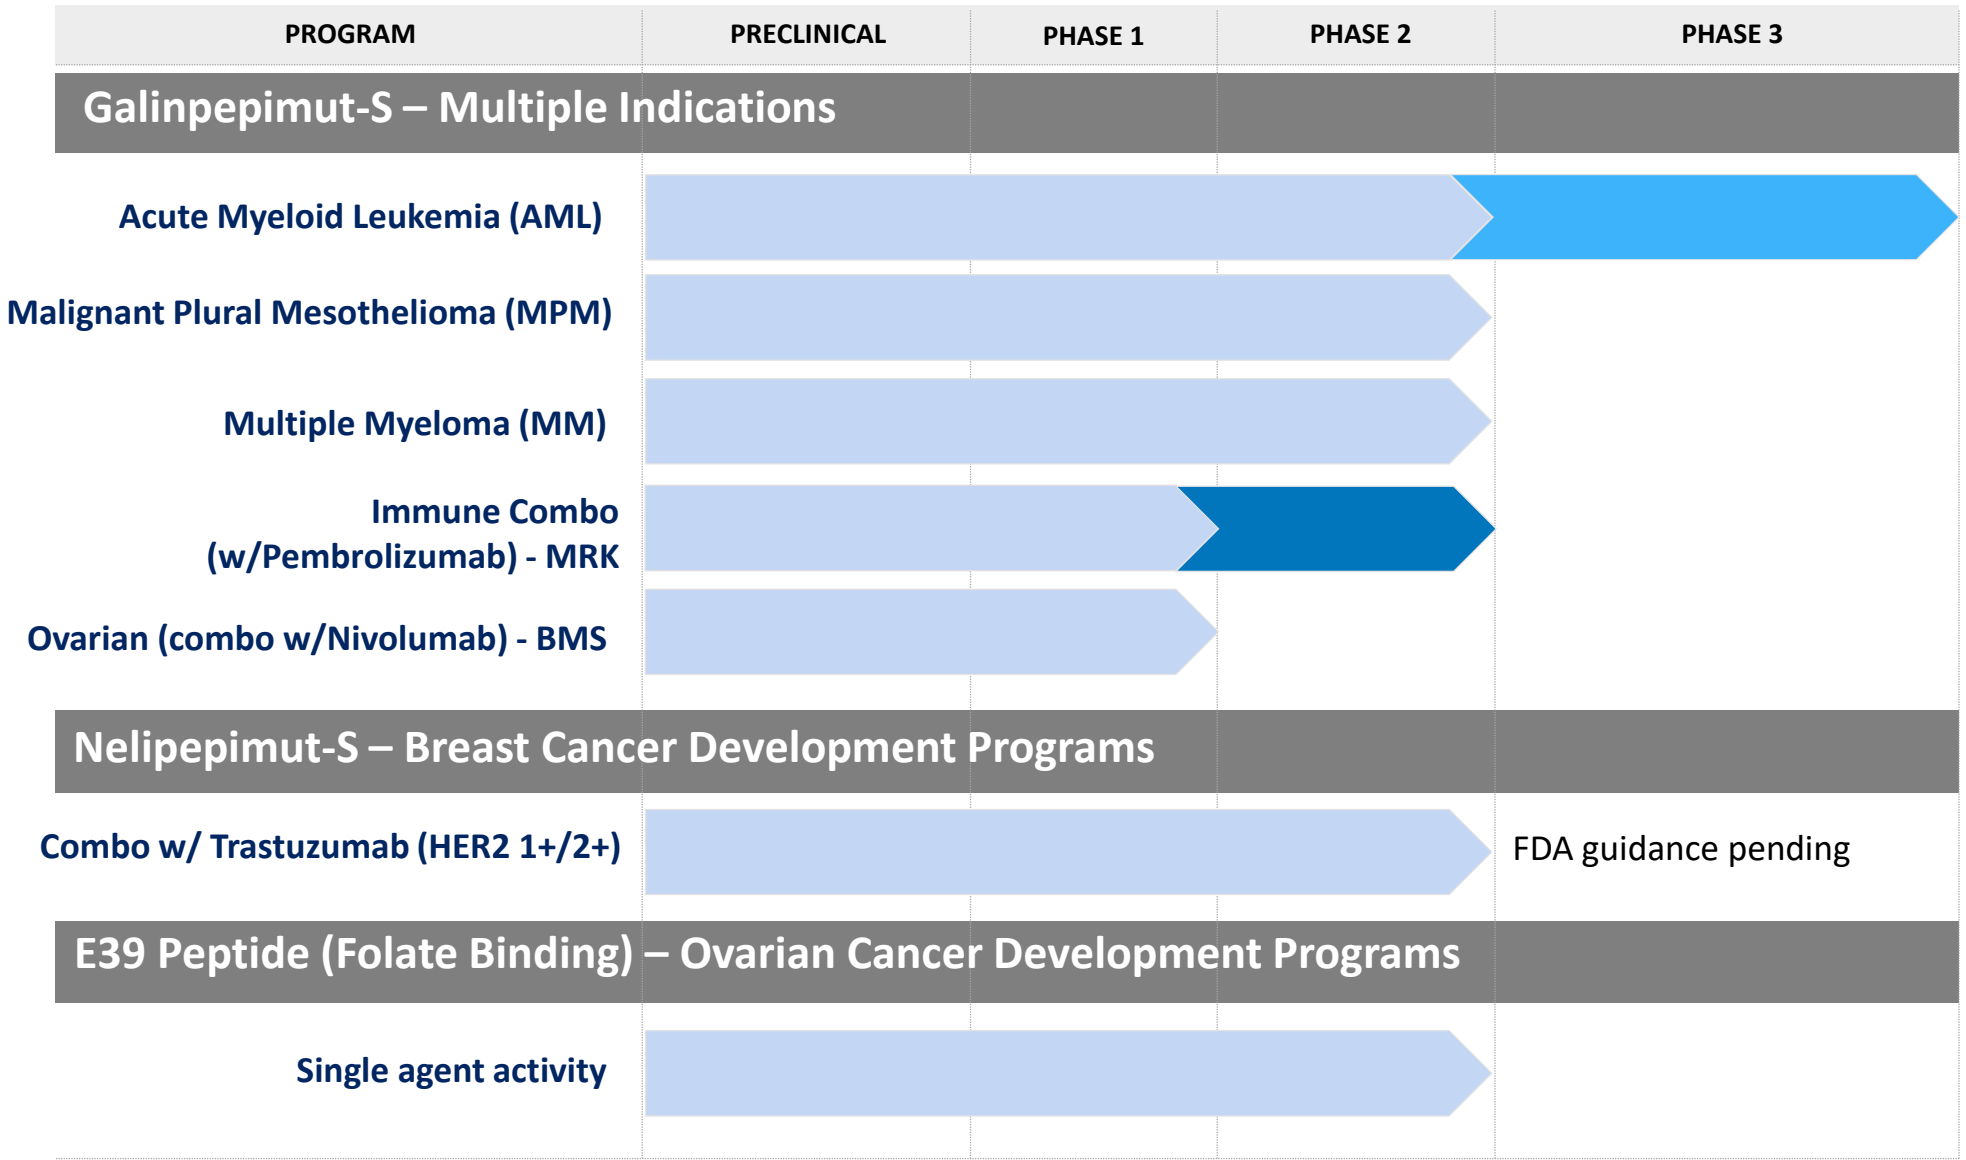 PROGRAM PRECLINICAL PHASE 1 PHASE 2 PHASE 3
Galinpepimut-S – Multiple Indications
Acute Myeloid Leukemia (AML)
Malignant Plural Mesothelioma (MPM)
Multiple Myeloma (MM)
Immune Combo
(w/Pembrolizumab) - MRK
Ovarian (combo w/Nivolumab) - BMS
Nelipepimut-S – Breast Cancer Development Programs
Combo w/ Trastuzumab (HER2 1+/2+) FDA guidance pending
E39 Peptide (Folate Binding) – Ovarian Cancer Development Programs
Single agent activity